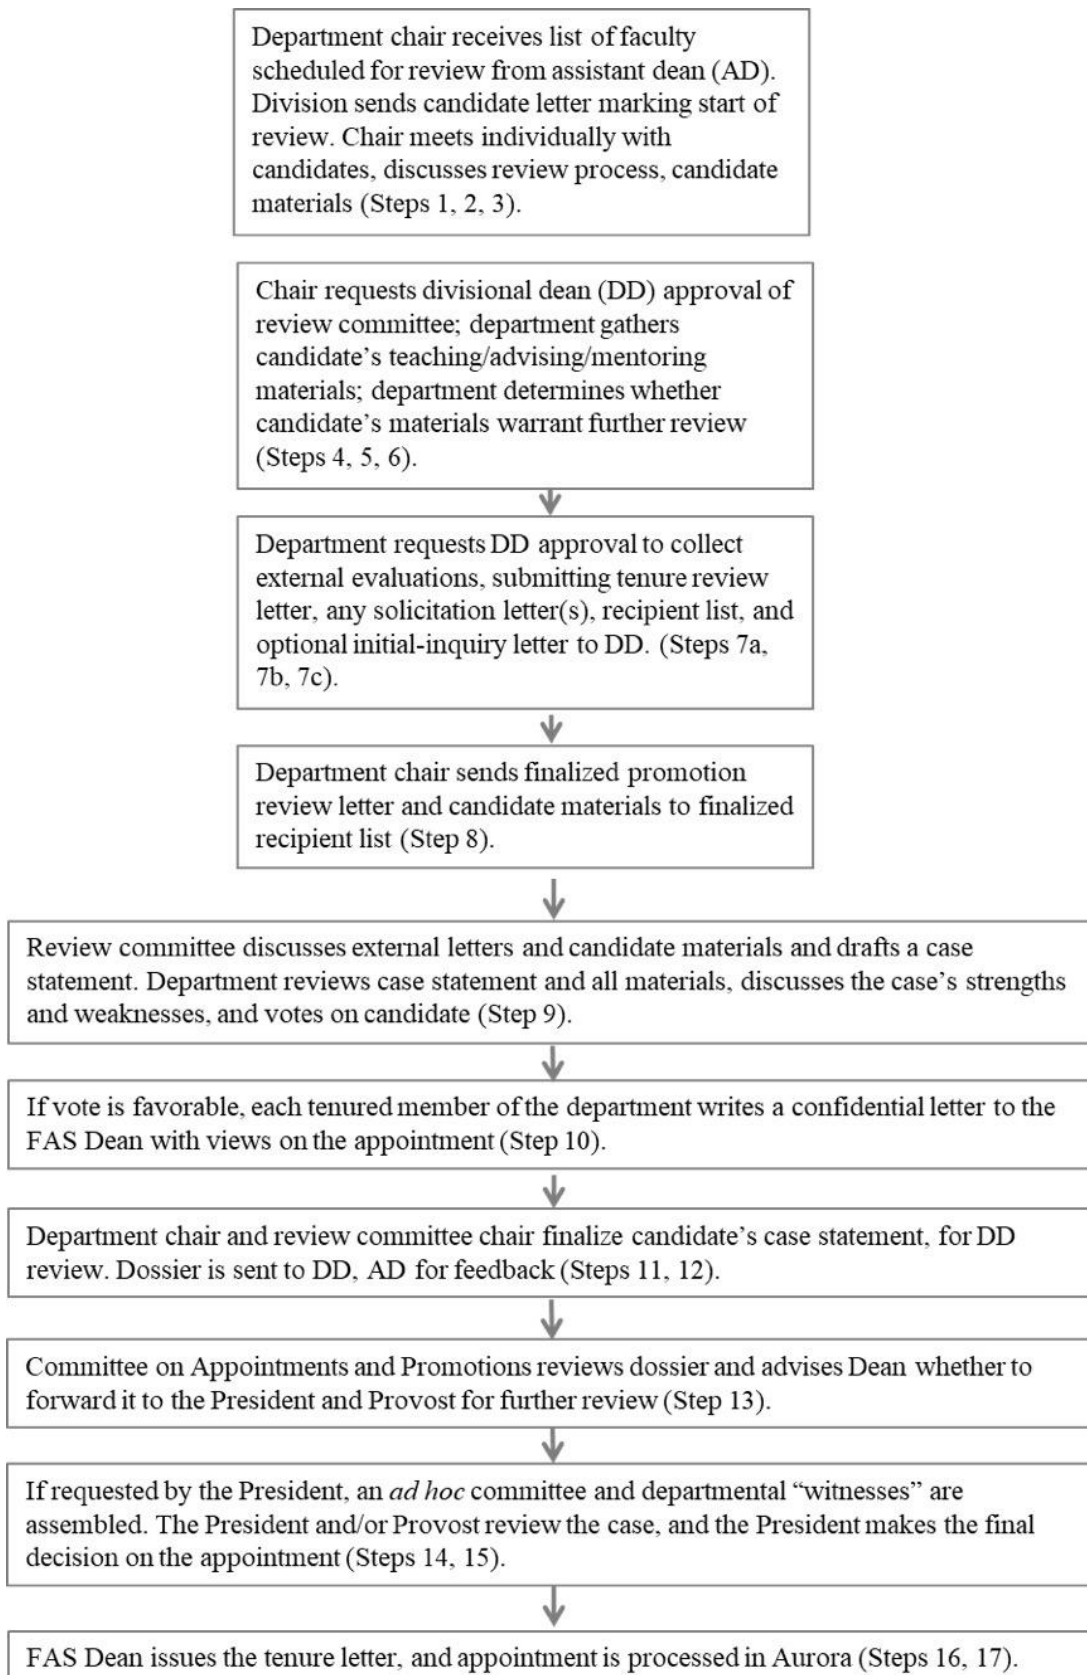 Department chair receives list of faculty
scheduled for review from assistant dean (AD).
Division sends candidate letter marking start of
review. Chair meets individually with
candidates, discusses review process, candidate
materials (Steps 1, 2, 3).
Chair requests divisional dean (DD) approval of
review committee; department gathers
candidate’s teaching/advising/mentoring
materials; department determines whether
candidate’s materials warrant further review
(Steps 4, 5, 6).
Department requests DD approval to collect
external evaluations, submitting tenure review
letter, any solicitation letter(s), recipient list, and
optional initial-inquiry letter to DD. (Steps 7a,
7b, 7c).
Department chair sends finalized promotion
review letter and candidate materials to finalized
recipient list (Step 8).
Review committee discusses external letters and candidate materials and drafts a case
statement. Department reviews case statement and all materials, discusses the case’s strengths
and weaknesses, and votes on candidate (Step 9).
If vote is favorable, each tenured member of the department writes a confidential letter to the
FAS Dean with views on the appointment (Step 10).
Department chair and review committee chair finalize candidate’s case statement, for DD
review. Dossier is sent to DD, AD for feedback (Steps 11, 12).
Committee on Appointments and Promotions reviews dossier and advises Dean whether to
forward it to the President and Provost for further review (Step 13).
If requested by the President, an ad hoc committee and departmental “witnesses” are
assembled. The President and/or Provost review the case, and the President makes the final
decision on the appointment (Steps 14, 15).
FAS Dean issues the tenure letter, and appointment is processed in Aurora (Steps 16, 17).